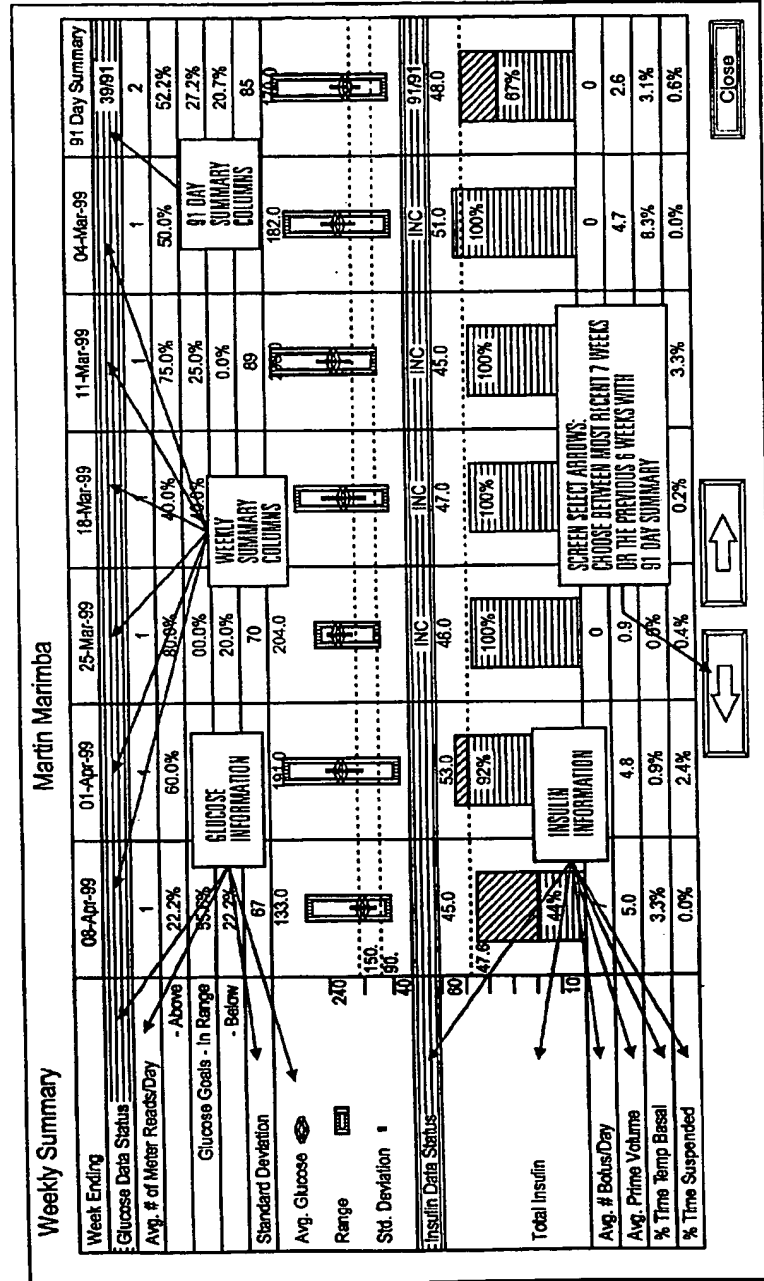 Weekly Summary
Martin Marimba
Week Ending 08-Apr-99 01-Apr-99 25-Mar-99 18-Mar-99 11-Mar-99 04-Mar-99 91 Day Summary
Glucose Data Status 39/91
Avg. # of Meter Reads/Day 1 1 1 1 1 1 2
- Above 22.2% 60.0% 80.0% 40.0% 75.0% 50.0% 52.2%
Glucose Goals - In Range 55.6% 00.0% 25.0% 27.2%
- Below 22.2% 20.0% 0.0% 20.7%
Standard Deviation 67 70 89 85
Avg. Glucose 133.0 191.0 204.0 182.0 170.0
Range
Std. Deviation
240
150.
90.
40
GLUCOSE
INFORMATION
WEEKLY
SUMMARY
COLUMNS
91 DAY
SUMMARY
COLUMNS
Insulin Data Status INC INC INC INC 91/91
45.0 53.0 46.0 47.0 45.0 51.0 48.0
60
47.6
10
Total Insulin 44% 92% 100% 100% 100% 100% 67%
Avg. # Bolus/Day 0 0 0
Avg. Prime Volume 5.0 4.8 0.9 4.7 2.6
% Time Temp Basal 3.3% 0.9% 8.3% 3.1%
% Time Suspended 0.0% 2.4% 0.4% 0.2% 3.3% 0.0% 0.6%
INSULIN
INFORMATION
SCREEN SELECT ARROWS:
CHOOSE BETWEEN MOST RECENT 7 WEEKS
OR THE PREVIOUS 6 WEEKS WITH
91 DAY SUMMARY
Close